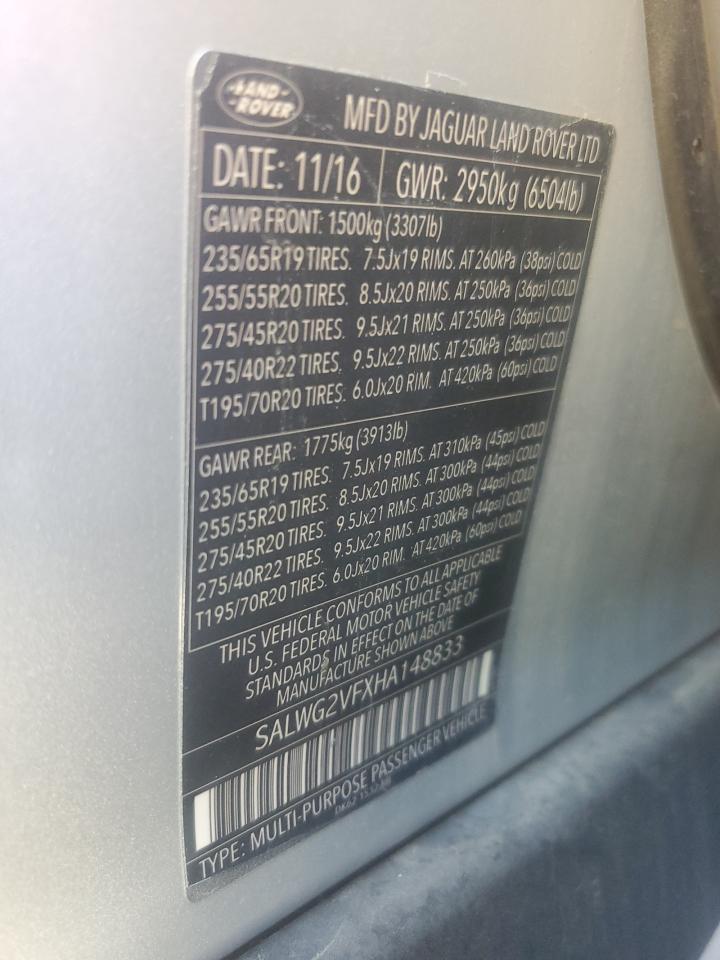 LAND-
-ROVER
MFD BY JAGUAR LAND ROVER LTD
DATE: 11/16 GWR: 2950kg (6504lb)
GAWR FRONT: 1500kg (3307lb)
235/65R19 TIRES. 7.5Jx19 RIMS. AT 260kPa (38psi) COLD
255/55R20 TIRES. 8.5Jx20 RIMS. AT 250kPa (36psi) COLD
275/45R20 TIRES. 9.5Jx21 RIMS. AT 250kPa (36psi) COLD
275/40R22 TIRES. 9.5Jx22 RIMS. AT 250kPa (36psi) COLD
T195/70R20 TIRES. 6.0Jx20 RIM. AT 420kPa (60psi) COLD
GAWR REAR: 1775kg (3913lb)
235/65R19 TIRES. 7.5Jx19 RIMS. AT 310kPa (45psi) COLD
255/55R20 TIRES. 8.5Jx20 RIMS. AT 300kPa (44psi) COLD
275/45R20 TIRES. 9.5Jx21 RIMS. AT 300kPa (44psi) COLD
275/40R22 TIRES. 9.5Jx22 RIMS. AT 300kPa (44psi) COLD
T195/70R20 TIRES. 6.0Jx20 RIM. AT 420kPa (60psi) COLD
THIS VEHICLE CONFORMS TO ALL APPLICABLE
U.S. FEDERAL MOTOR VEHICLE SAFETY
STANDARDS IN EFFECT ON THE DATE OF
MANUFACTURE SHOWN ABOVE
SALWG2VFXHA148833
TYPE: MULTI-PURPOSE PASSENGER VEHICLE